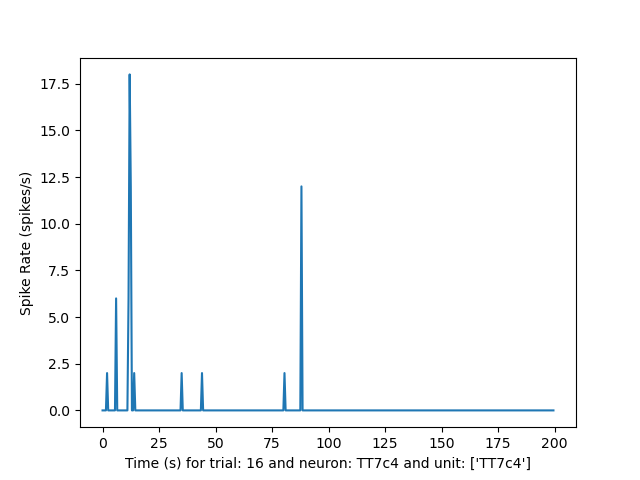 17.5
15.0
12.5
10.0
7.5
5.0
2.5
0.0
Spike Rate (spikes/s)
0 25 50 75 100 125 150 175 200
Time (s) for trial: 16 and neuron: TT7c4 and unit: ['TT7c4']